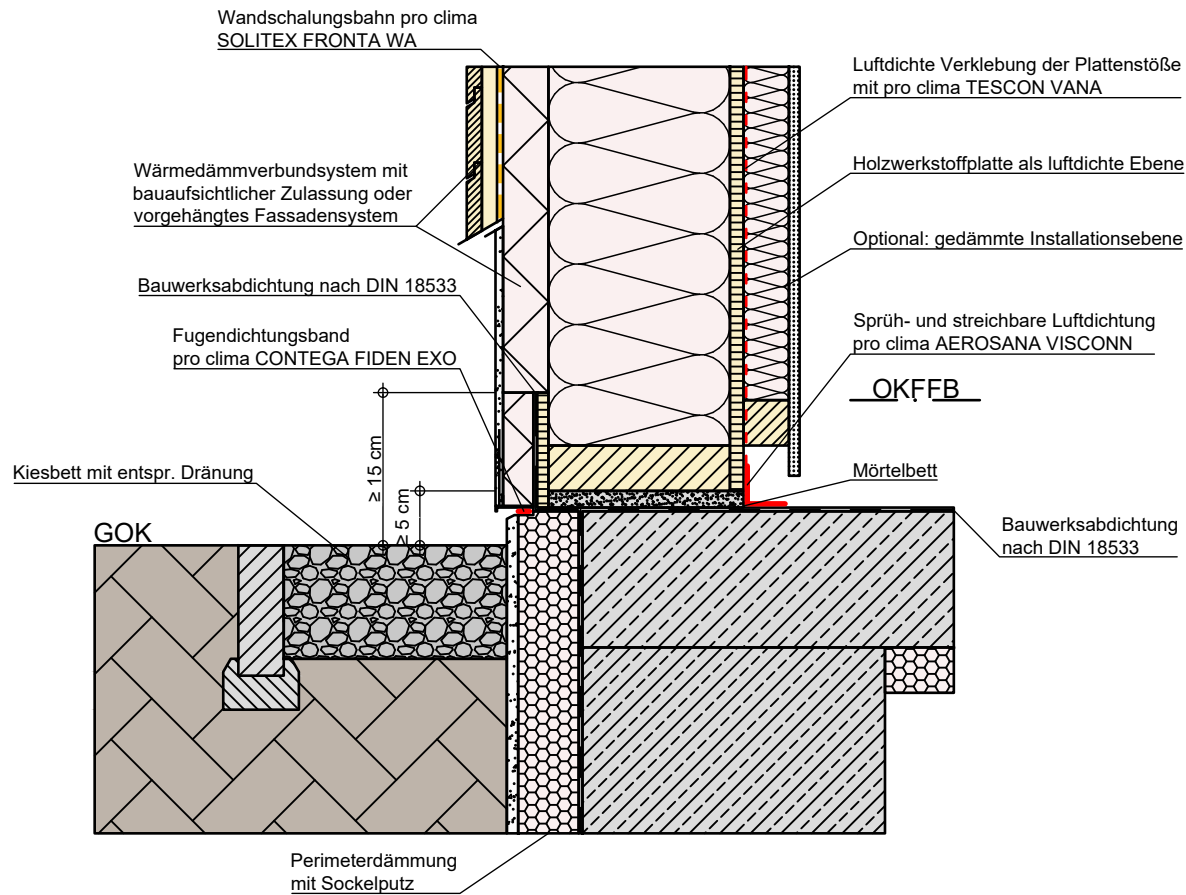 Wandschalungsbahn pro clima
SOLITEX FRONTA WA
Luftdichte Verklebung der Plattenstöße
mit pro clima TESCON VANA
Wärmedämmverbundsystem mit
bauaufsichtlicher Zulassung oder
vorgehängtes Fassadensystem
Holzwerkstoffplatte als luftdichte Ebene
Optional: gedämmte Installationsebene
Bauwerksabdichtung nach DIN 18533
Fugendichtungsband
pro clima CONTEGA FIDEN EXO
Sprüh- und streichbare Luftdichtung
pro clima AEROSANA VISCONN
OKFFB
≥ 15 cm
≥ 5 cm
Kiesbett mit entspr. Dränung
Mörtelbett
GOK
Bauwerksabdichtung
nach DIN 18533
Perimeterdämmung
mit Sockelputz